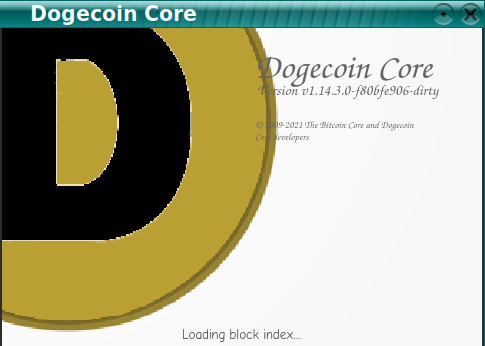 Dogecoin Core
Dogecoin Core
Version v1.14.3.0-f80bfe906-dirty
© 2009-2021 The Bitcoin Core and Dogecoin
Core developers
Loading block index...